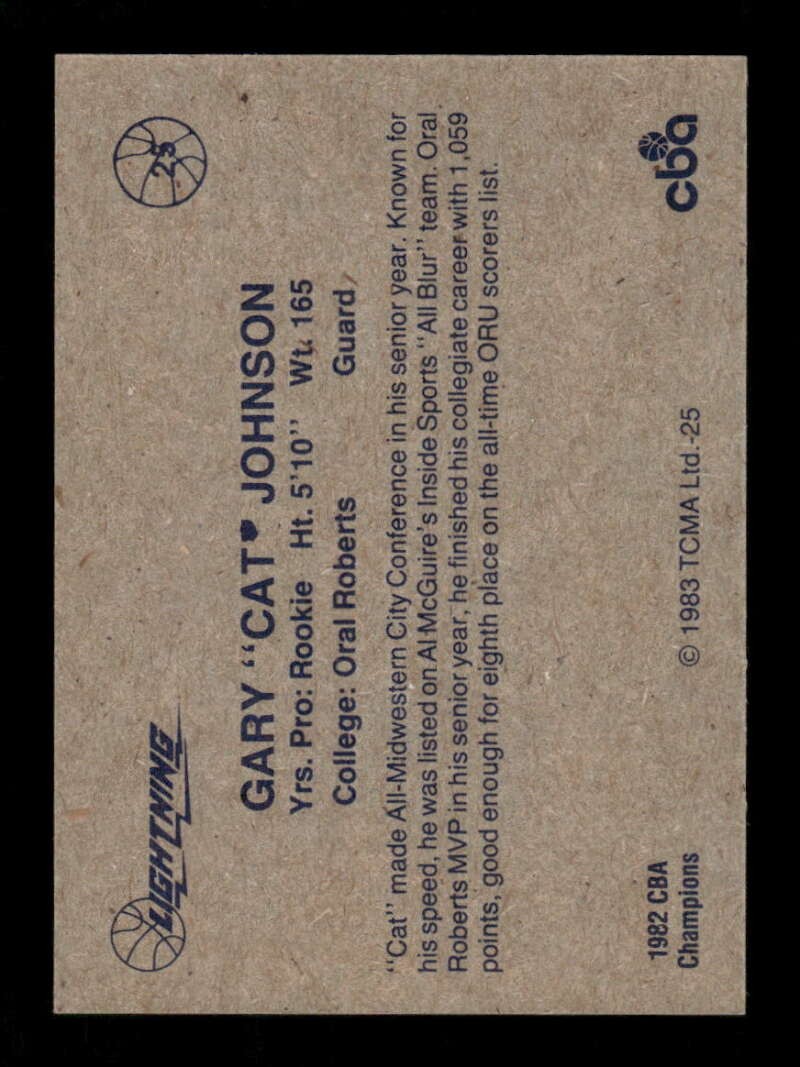 LIGHTNING
25
GARY "CAT" JOHNSON
Yrs. Pro: Rookie Ht. 5'10" Wt. 165
College: Oral Roberts Guard
"Cat" made All-Midwestern City Conference in his senior year. Known for
his speed, he was listed on Al McGuire's Inside Sports "All Blur" team. Oral
Roberts MVP in his senior year, he finished his collegiate career with 1,059
points, good enough for eighth place on the all-time ORU scorers list.
1982 CBA
Champions
© 1983 TCMA Ltd.-25
cba